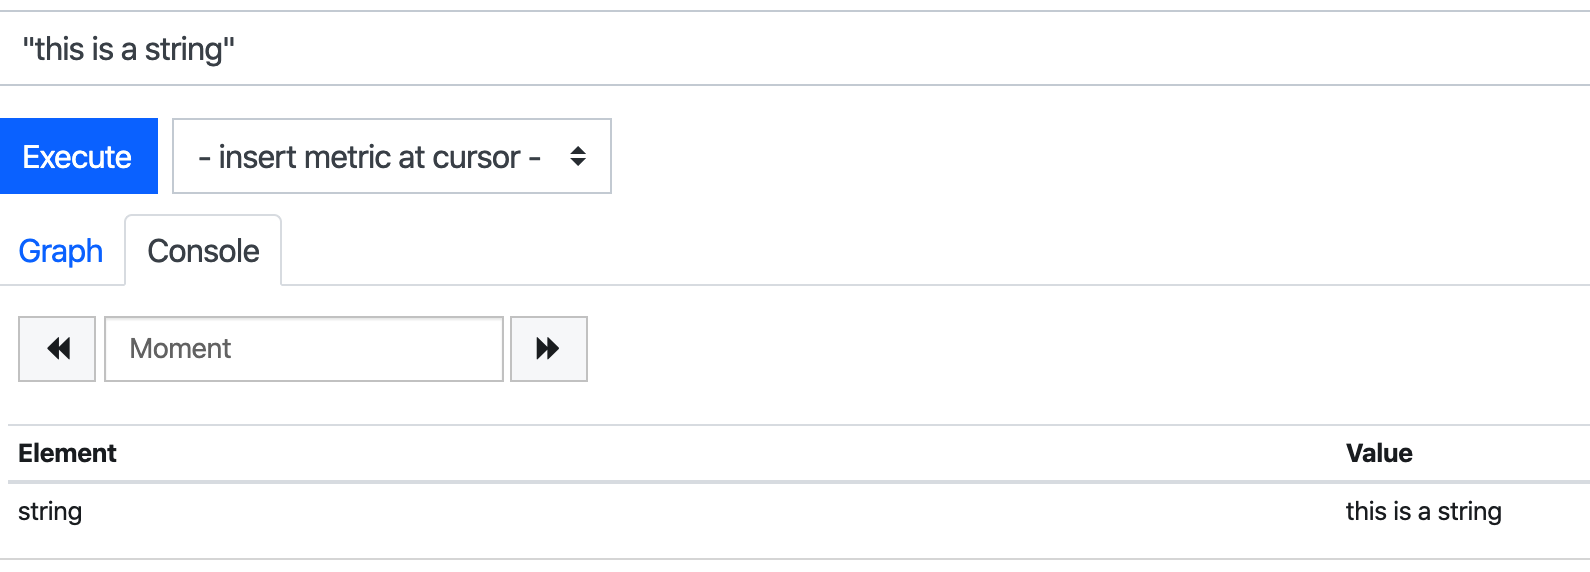 "this is a string"
Execute
- insert metric at cursor -
Graph
Console
Moment
Element Value
string this is a string